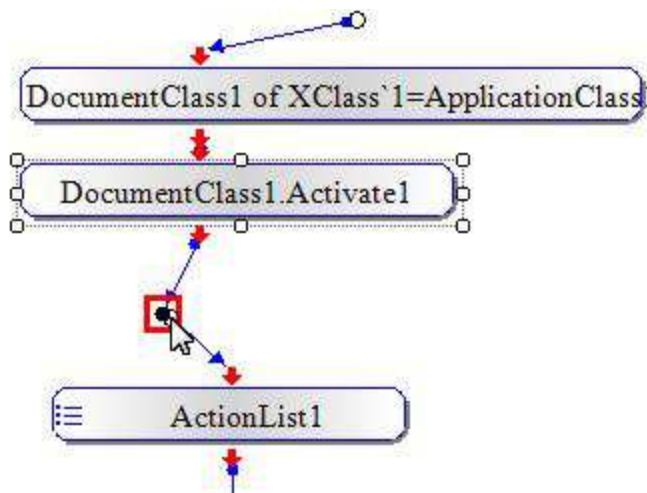 DocumentClass1 of XClass`1=ApplicationClass
DocumentClass1.Activate1
ActionList1